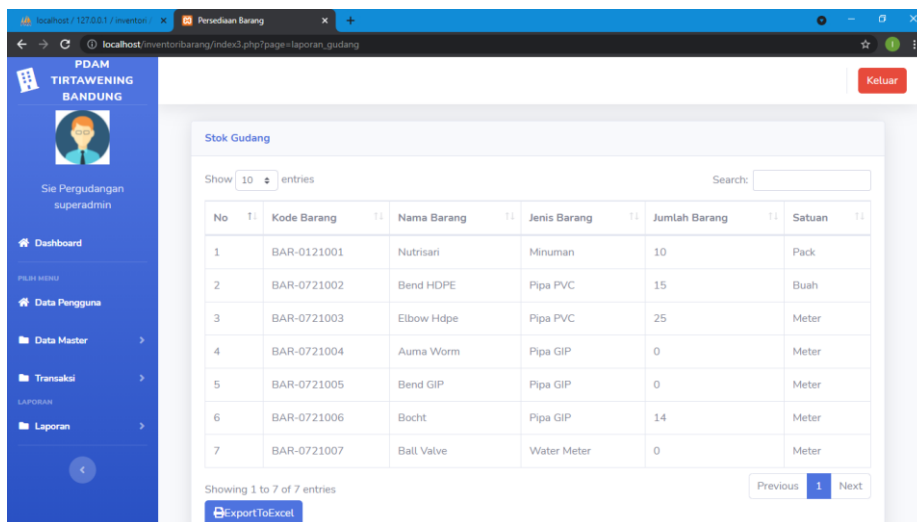 localhost / 127.0.0.1 / inventori /
Persediaan Barang
localhost/inventoribarang/index3.php?page=laporan_gudang
I
PDAM
TIRTAWENING
BANDUNG
Keluar
Sie Pergudangan
superadmin
Dashboard
PILIH MENU
Data Pengguna
Data Master
Transaksi
LAPORAN
Laporan
Stok Gudang
Show 10 entries Search:
No Kode Barang Nama Barang Jenis Barang Jumlah Barang Satuan
1 BAR-0121001 Nutrisari Minuman 10 Pack
2 BAR-0721002 Bend HDPE Pipa PVC 15 Buah
3 BAR-0721003 Elbow Hdpe Pipa PVC 25 Meter
4 BAR-0721004 Auma Worm Pipa GIP 0 Meter
5 BAR-0721005 Bend GIP Pipa GIP 0 Meter
6 BAR-0721006 Bocht Pipa GIP 14 Meter
7 BAR-0721007 Ball Valve Water Meter 0 Meter
Showing 1 to 7 of 7 entries Previous 1 Next
ExportToExcel